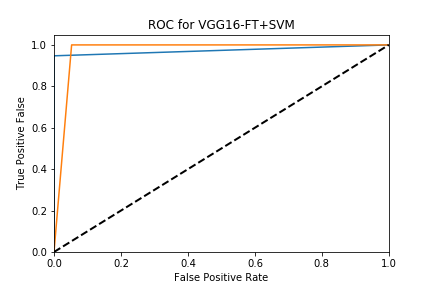 ROC for VGG16-FT+SVM
True Positive False
1.0
0.8
0.6
0.4
0.2
0.0
0.0 0.2 0.4 0.6 0.8 1.0
False Positive Rate